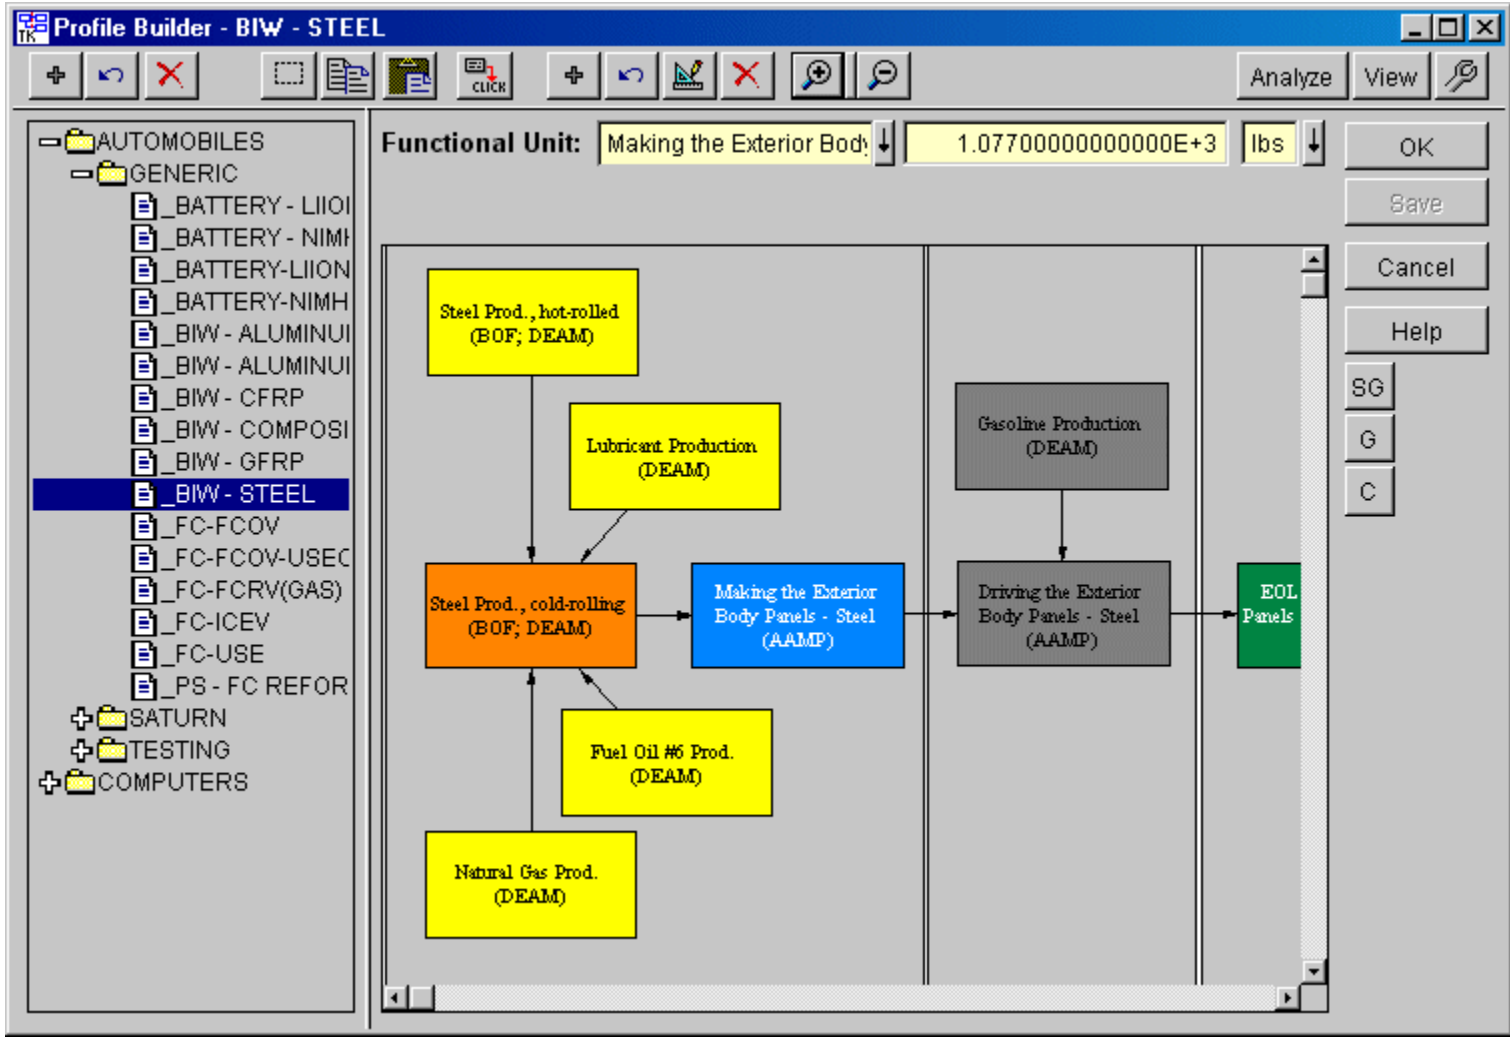 Profile Builder - BIW - STEEL
TK
CLICK
Analyze
View
AUTOMOBILES
GENERIC
_BATTERY - LIIOI
_BATTERY - NIMH
_BATTERY-LIION
_BATTERY-NIMH
_BIW - ALUMINUI
_BIW - ALUMINUI
_BIW - CFRP
_BIW - COMPOSI
_BIW - GFRP
_BIW - STEEL
_FC-FCOV
_FC-FCOV-USEC
_FC-FCRV(GAS)
_FC-ICEV
_FC-USE
_PS - FC REFOR
SATURN
TESTING
COMPUTERS
Functional Unit:
Making the Exterior Body
1.07700000000000E+3
lbs
Steel Prod., hot-rolled
(BOF; DEAM)
Lubricant Production
(DEAM)
Gasoline Production
(DEAM)
Steel Prod., cold-rolling
(BOF; DEAM)
Making the Exterior
Body Panels - Steel
(AAMP)
Driving the Exterior
Body Panels - Steel
(AAMP)
EOL
Panels
Fuel Oil #6 Prod.
(DEAM)
Natural Gas Prod.
(DEAM)
OK
Save
Cancel
Help
SG
G
C